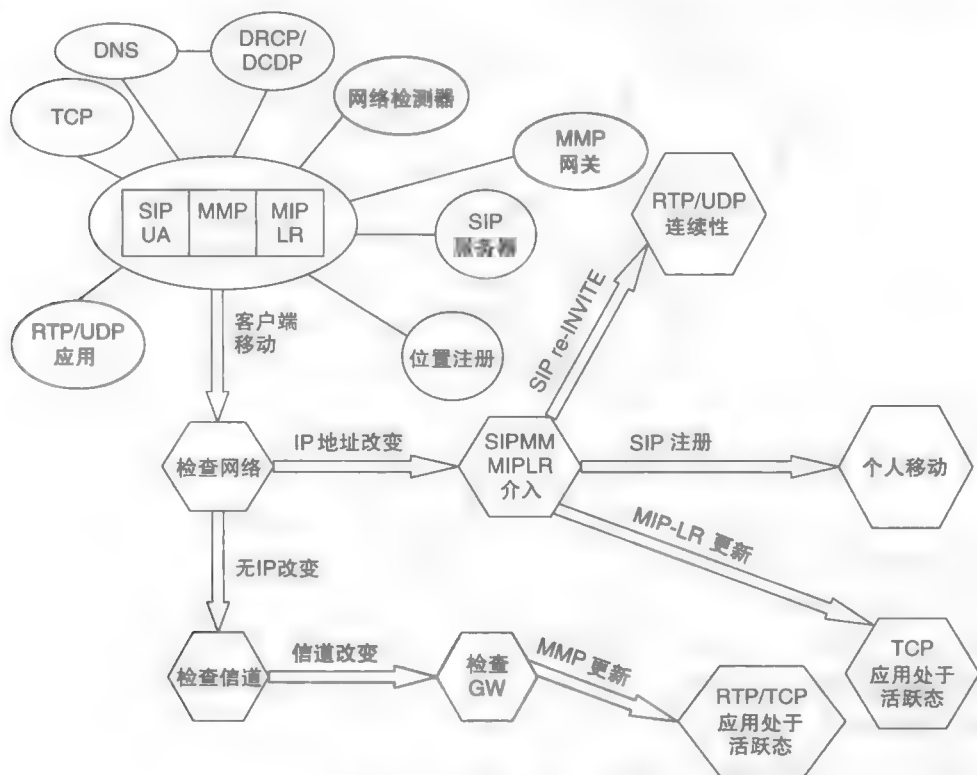 DNS
DRCP/
DCDP
TCP
网络检测器
MMP
网关
SIP
UA
MMP
MIP
LR
SIP
服务器
RTP/UDP
连续性
RTP/UDP
应用
客户端
移动
位置注册
SIP re-INVITE
检查网络
IP 地址改变
SIPMM
MIPLR
介入
SIP 注册
个人移动
MIP-LR 更新
无IP改变
检查信道
信道改变
检查
GW
MMP 更新
RTP/TCP
应用处于
活跃态
TCP
应用处于
活跃态